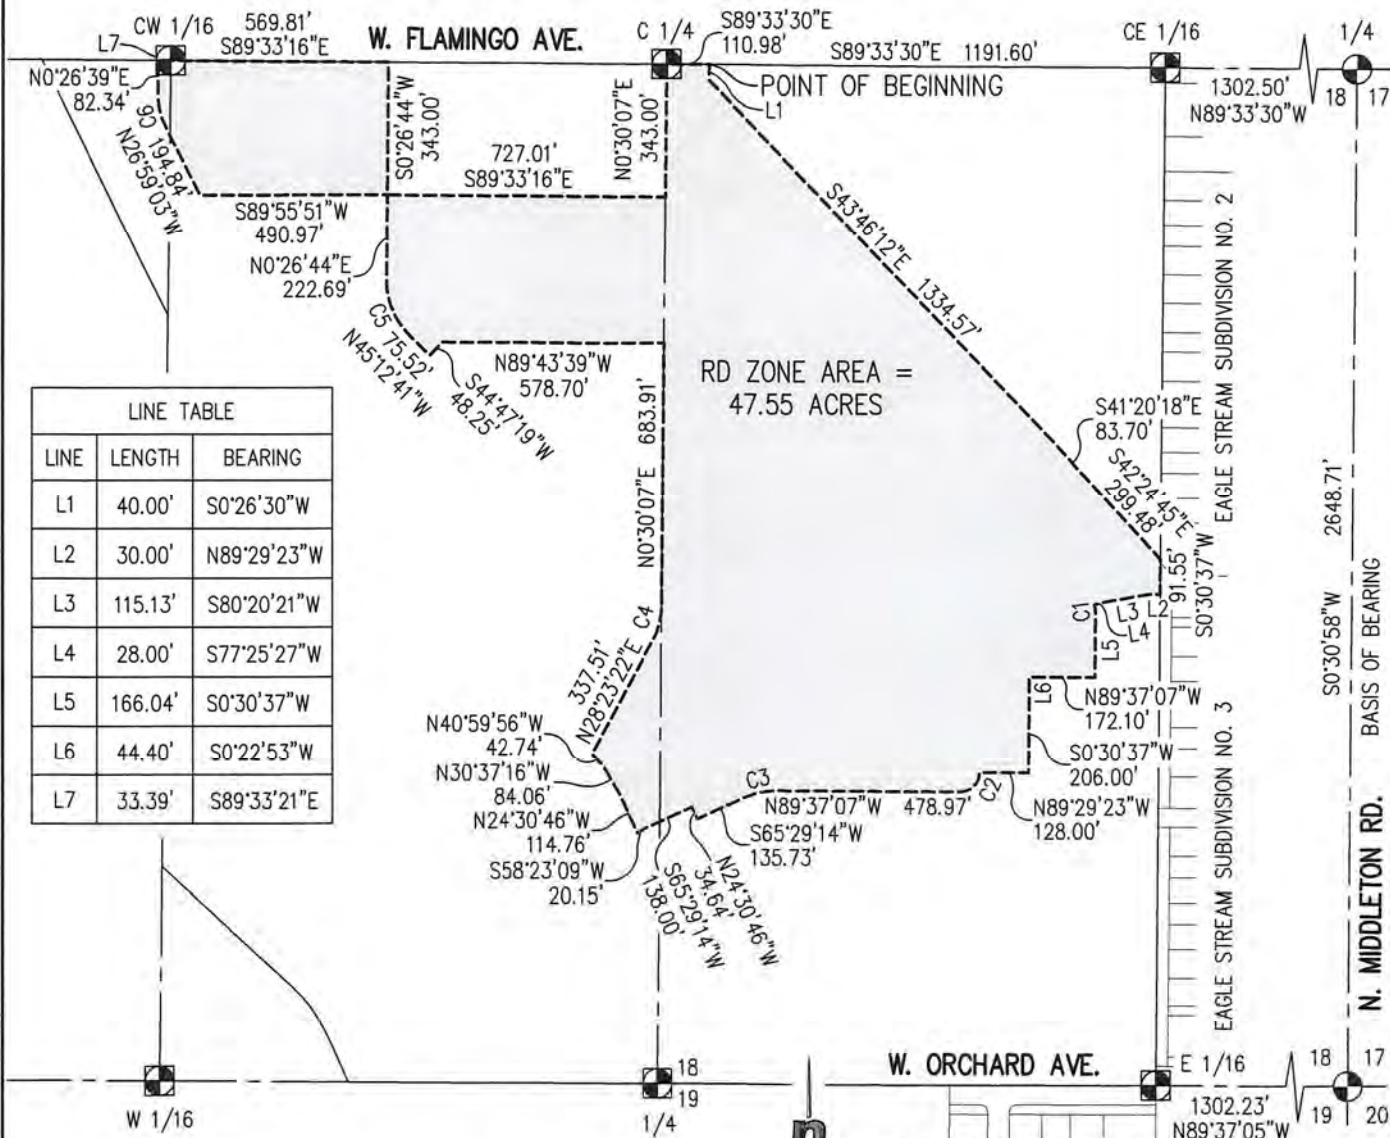 CW 1/16
569.81'
S89°33'16"E
L7
W. FLAMINGO AVE.
C 1/4
S89°33'30"E
110.98'
S89°33'30"E 1191.60'
CE 1/16
1/4
1302.50'
N89°33'30"W
18 17
N0°26'39"E
82.34'
POINT OF BEGINNING
L1
S0°26'44"W
343.00'
N0°30'07"E
343.00'
727.01'
S89°33'16"E
C6 194.84'
N26°59'03"W
S89°55'51"W
490.97'
N0°26'44"E
222.69'
S43°46'12"E 1334.57'
EAGLE STREAM SUBDIVISION NO. 2
C5 75.52'
N45°12'41"W
S44°47'19"W
48.25'
N89°43'39"W
578.70'
RD ZONE AREA =
47.55 ACRES
N0°30'07"E 683.91'
S41°20'18"E
83.70'
S42°24'45"E
299.48'
91.55'
S0°30'37"W
S0°30'58"W 2648.71'
BASIS OF BEARING
N. MIDDLETON RD.
LINE TABLE
LINE LENGTH BEARING
L1 40.00' S0°26'30"W
L2 30.00' N89°29'23"W
L3 115.13' S80°20'21"W
L4 28.00' S77°25'27"W
L5 166.04' S0°30'37"W
L6 44.40' S0°22'53"W
L7 33.39' S89°33'21"E
C1
L3 L2
L4
L5
L6
N89°37'07"W
172.10'
C4
337.51'
N28°23'22"E
S0°30'37"W
206.00'
N40°59'56"W
42.74'
N30°37'16"W
84.06'
N24°30'46"W
114.76'
S58°23'09"W
20.15'
S65°29'14"W
138.00'
N24°30'46"W
34.64'
C3
N89°37'07"W 478.97'
S65°29'14"W
135.73'
C2
N89°29'23"W
128.00'
EAGLE STREAM SUBDIVISION NO. 3
W. ORCHARD AVE.
W 1/16
18
19
1/4
E 1/16
1302.23'
N89°37'05"W
18 17
19 20